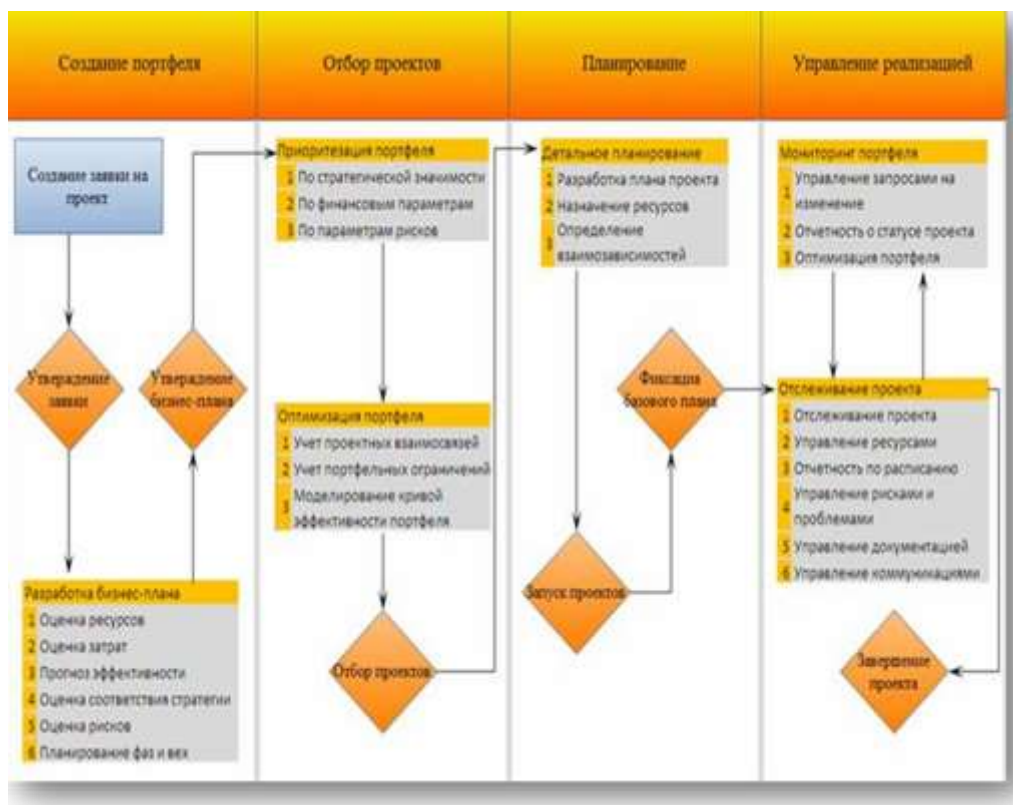 Создание портфеля
Отбор проектов
Планирование
Управление реализацией
Создание заявки на
проект
Утверждение
заявки
Утверждение
бизнес-плана
Разработка бизнес-плана
1 Оценка ресурсов
2 Оценка затрат
3 Прогноз эффективности
4 Оценка соответствия стратегии
5 Оценка рисков
6 Планирование фаз и вех
Приоритезация портфеля
1 По стратегической значимости
2 По финансовым параметрам
3 По параметрам рисков
Оптимизация портфеля
1 Учет проектных взаимосвязей
2 Учет портфельных ограничений
3 Моделирование кривой
эффективности портфеля
Отбор проектов
Детальное планирование
1 Разработка плана проекта
2 Назначение ресурсов
3 Определение
взаимозависимостей
Запуск проектов
Фиксация
базового плана
Мониторинг портфеля
1 Управление запросами на
изменение
2 Отчетность о статусе проекта
3 Оптимизация портфеля
Отслеживание проекта
1 Отслеживание проекта
2 Управление ресурсами
3 Отчетность по расписанию
4 Управление рисками и
проблемами
5 Управление документацией
6 Управление коммуникациями
Завершение
проекта